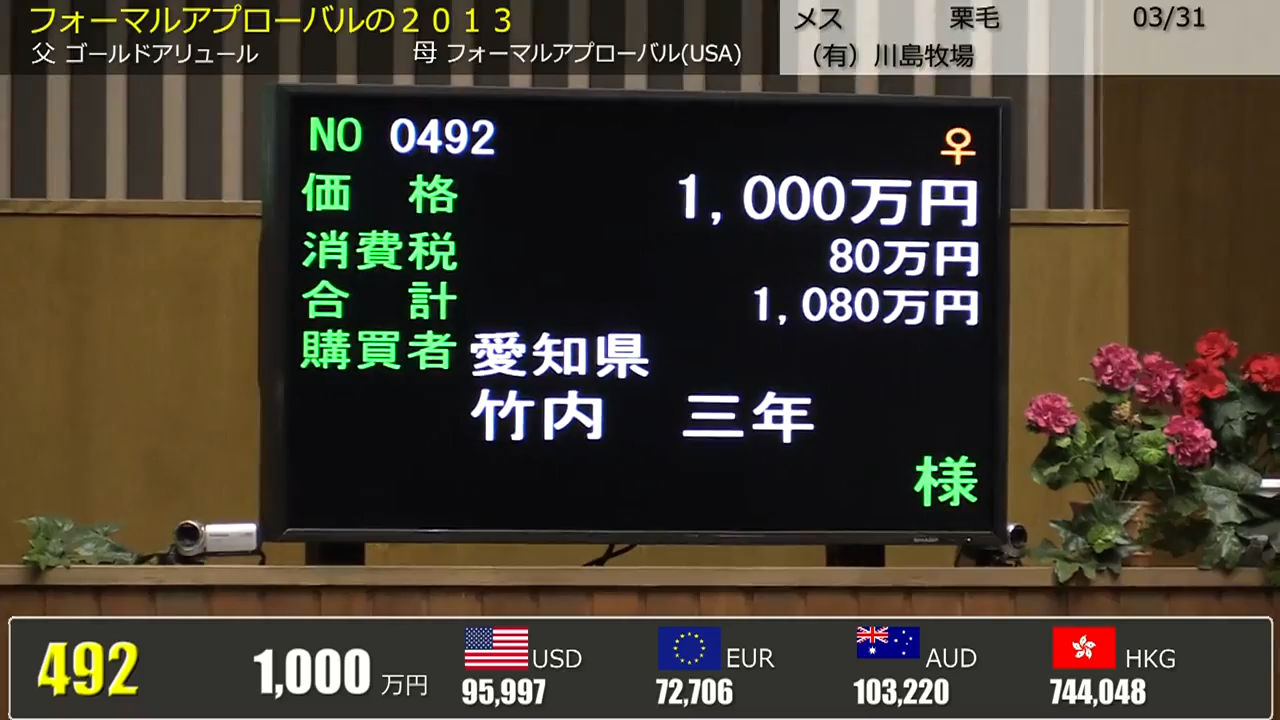 フォーマルアプローバルの２０１３
父 ゴールドアリュール 母 フォーマルアプローバル(USA)
メス 栗毛 03/31
（有）川島牧場
NO 0492 ♀
価格 1,000万円
消費税 80万円
合計 1,080万円
購買者 愛知県
竹内 三年
様
SHARP
492 1,000 万円
USD 95,997
EUR 72,706
AUD 103,220
HKG 744,048